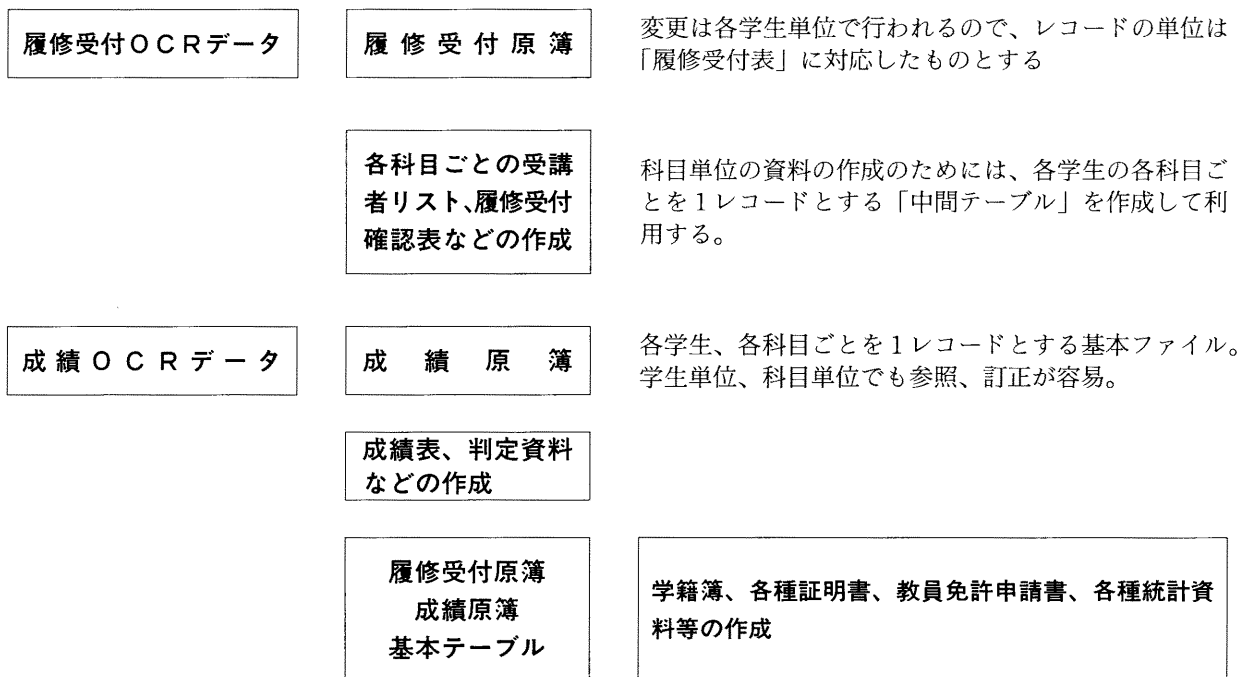 履修受付OCRデータ
履修受付原簿
変更は各学生単位で行われるので、レコードの単位は
「履修受付表」に対応したものとする
各科目ごとの受講
者リスト、履修受付
確認表などの作成
科目単位の資料の作成のためには、各学生の各科目ご
とを1レコードとする「中間テーブル」を作成して利
用する。
成績OCRデータ
成績原簿
各学生、各科目ごとを1レコードとする基本ファイル。
学生単位、科目単位でも参照、訂正が容易。
成績表、判定資料
などの作成
履修受付原簿
成績原簿
基本テーブル
学籍簿、各種証明書、教員免許申請書、各種統計資
料等の作成